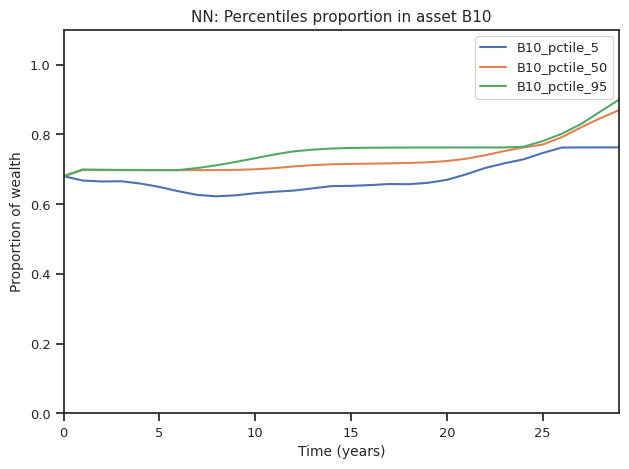 NN: Percentiles proportion in asset B10
B10_pctile_5
B10_pctile_50
B10_pctile_95
Proportion of wealth
1.0
0.8
0.6
0.4
0.2
0.0
0 5 10 15 20 25
Time (years)